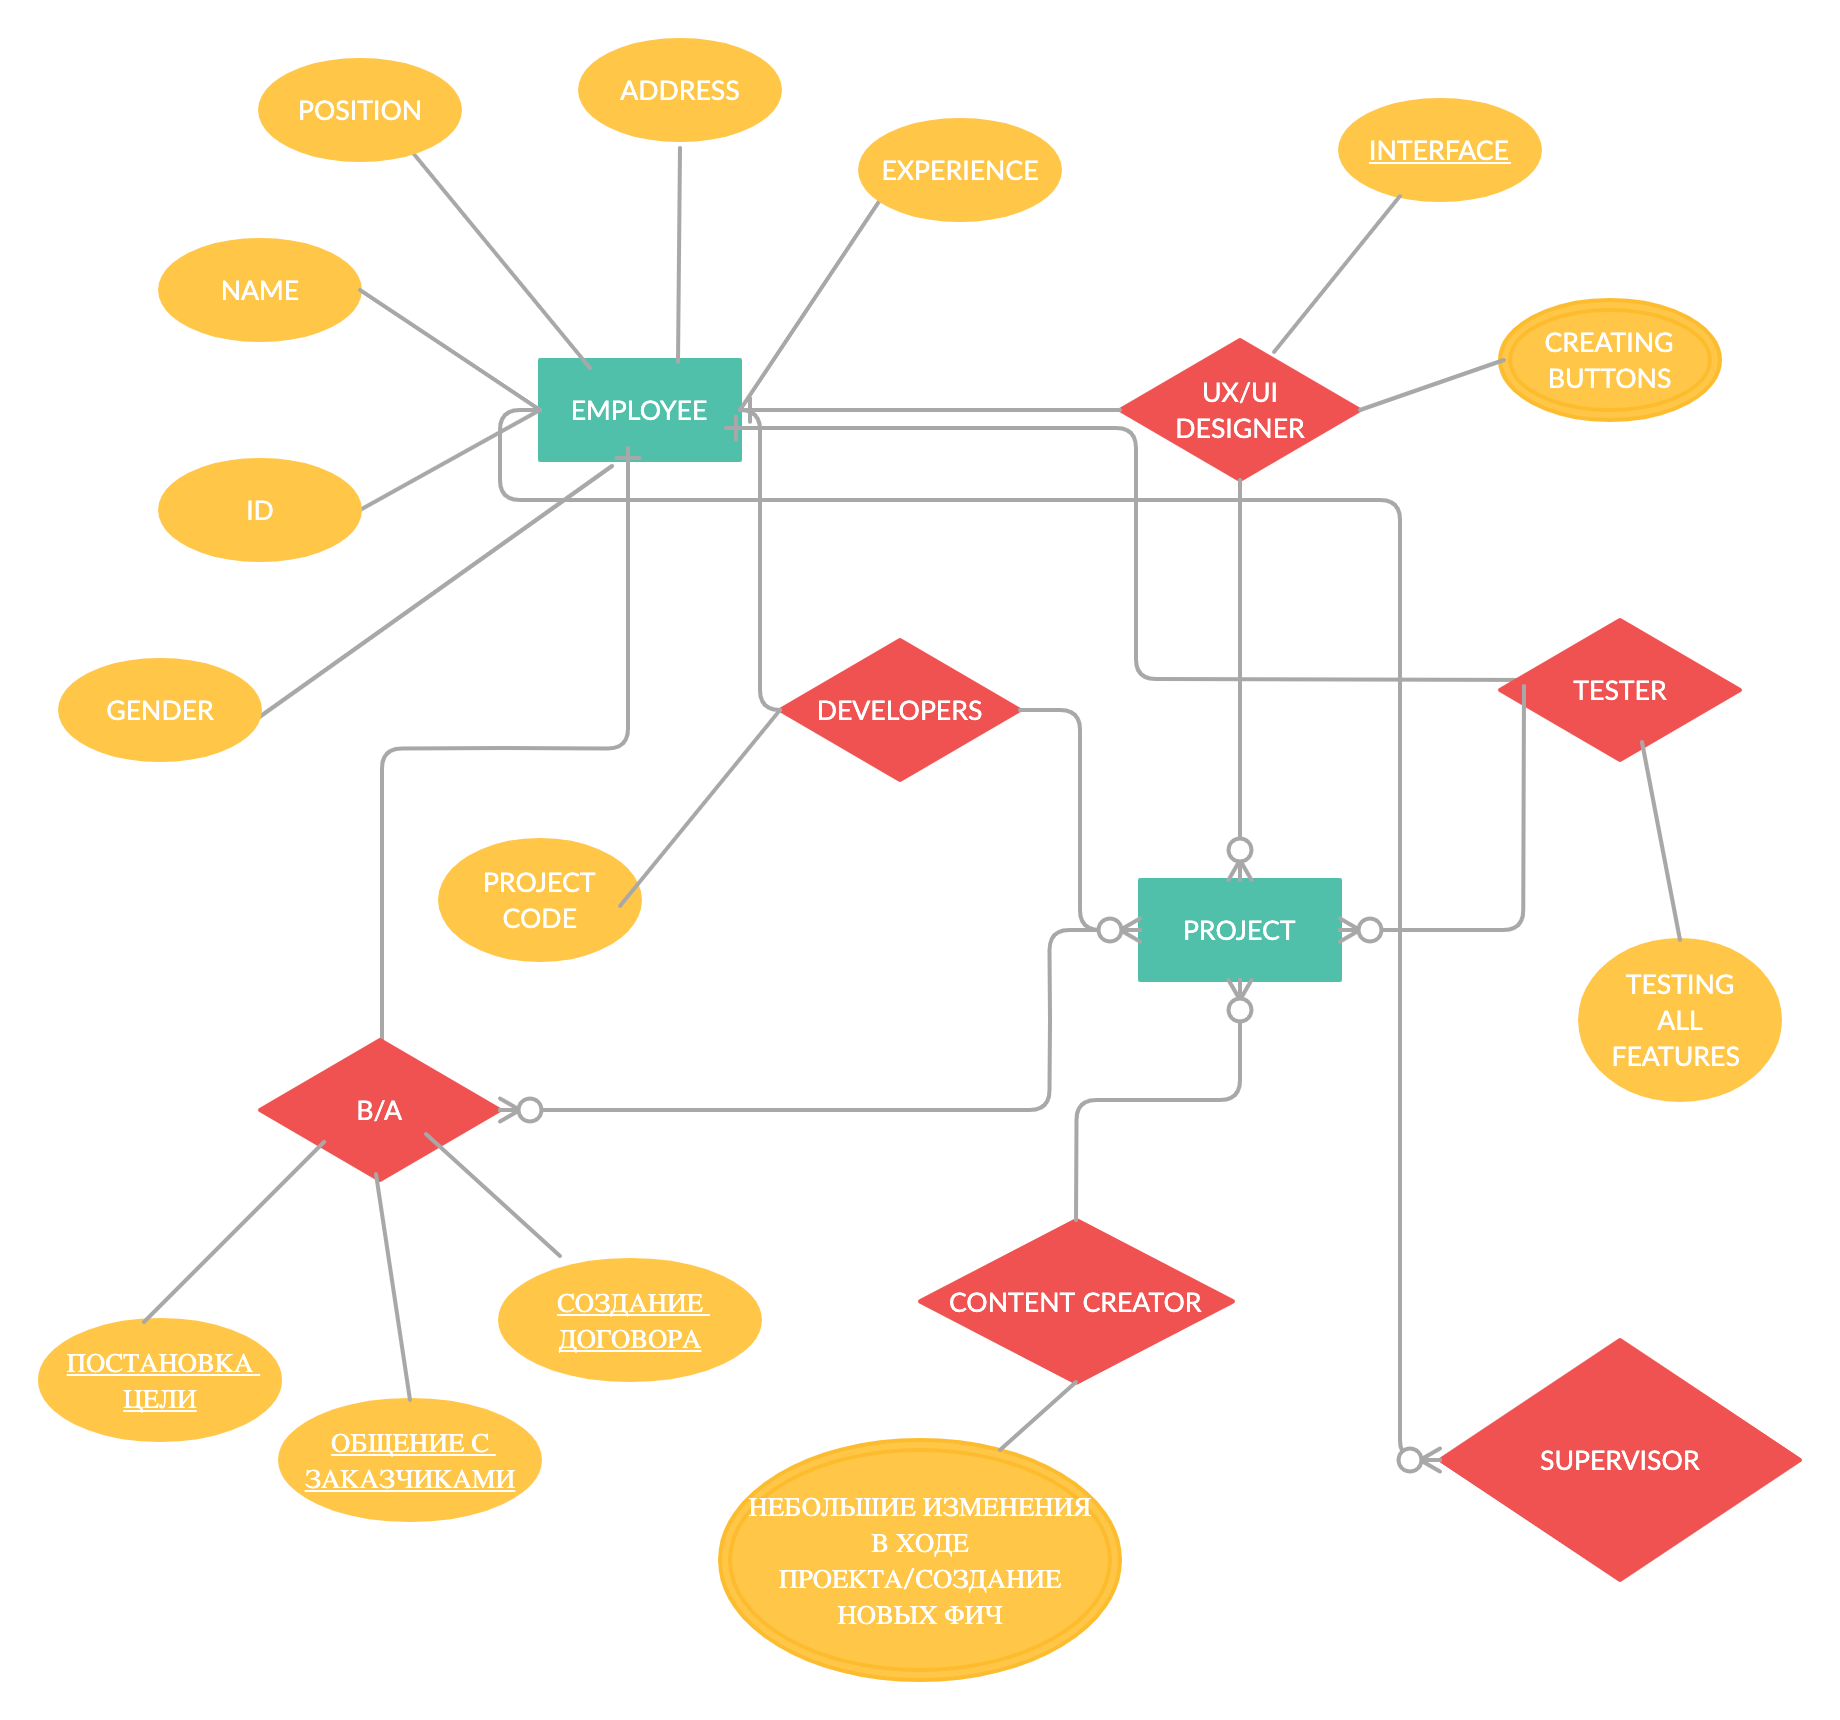 POSITION
ADDRESS
EXPERIENCE
INTERFACE
NAME
CREATING
BUTTONS
EMPLOYEE
UX/UI
DESIGNER
ID
GENDER
DEVELOPERS
TESTER
PROJECT
CODE
PROJECT
TESTING
ALL
FEATURES
B/A
СОЗДАНИЕ
ДОГОВОРА
CONTENT CREATOR
ПОСТАНОВКА
ЦЕЛИ
ОБЩЕНИЕ С
ЗАКАЗЧИКАМИ
SUPERVISOR
НЕБОЛЬШИЕ ИЗМЕНЕНИЯ
В ХОДЕ
ПРОЕКТА/СОЗДАНИЕ
НОВЫХ ФИЧ